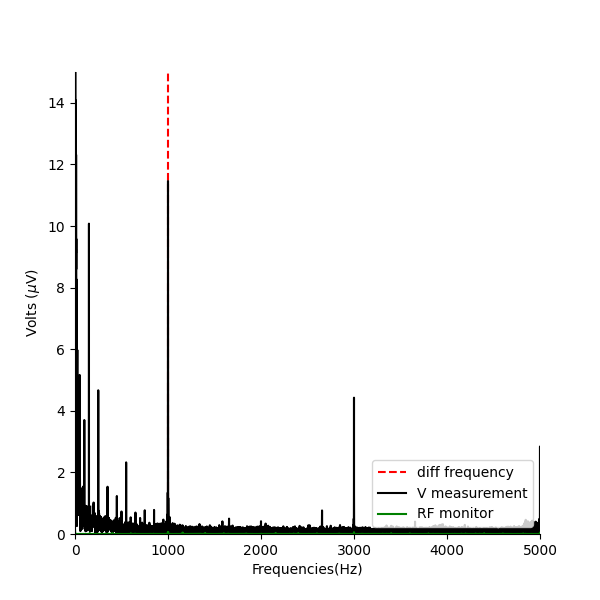 14
12
10
8
6
4
2
0
Volts (μV)
0 1000 2000 3000 4000 5000
Frequencies(Hz)
diff frequency
V measurement
RF monitor